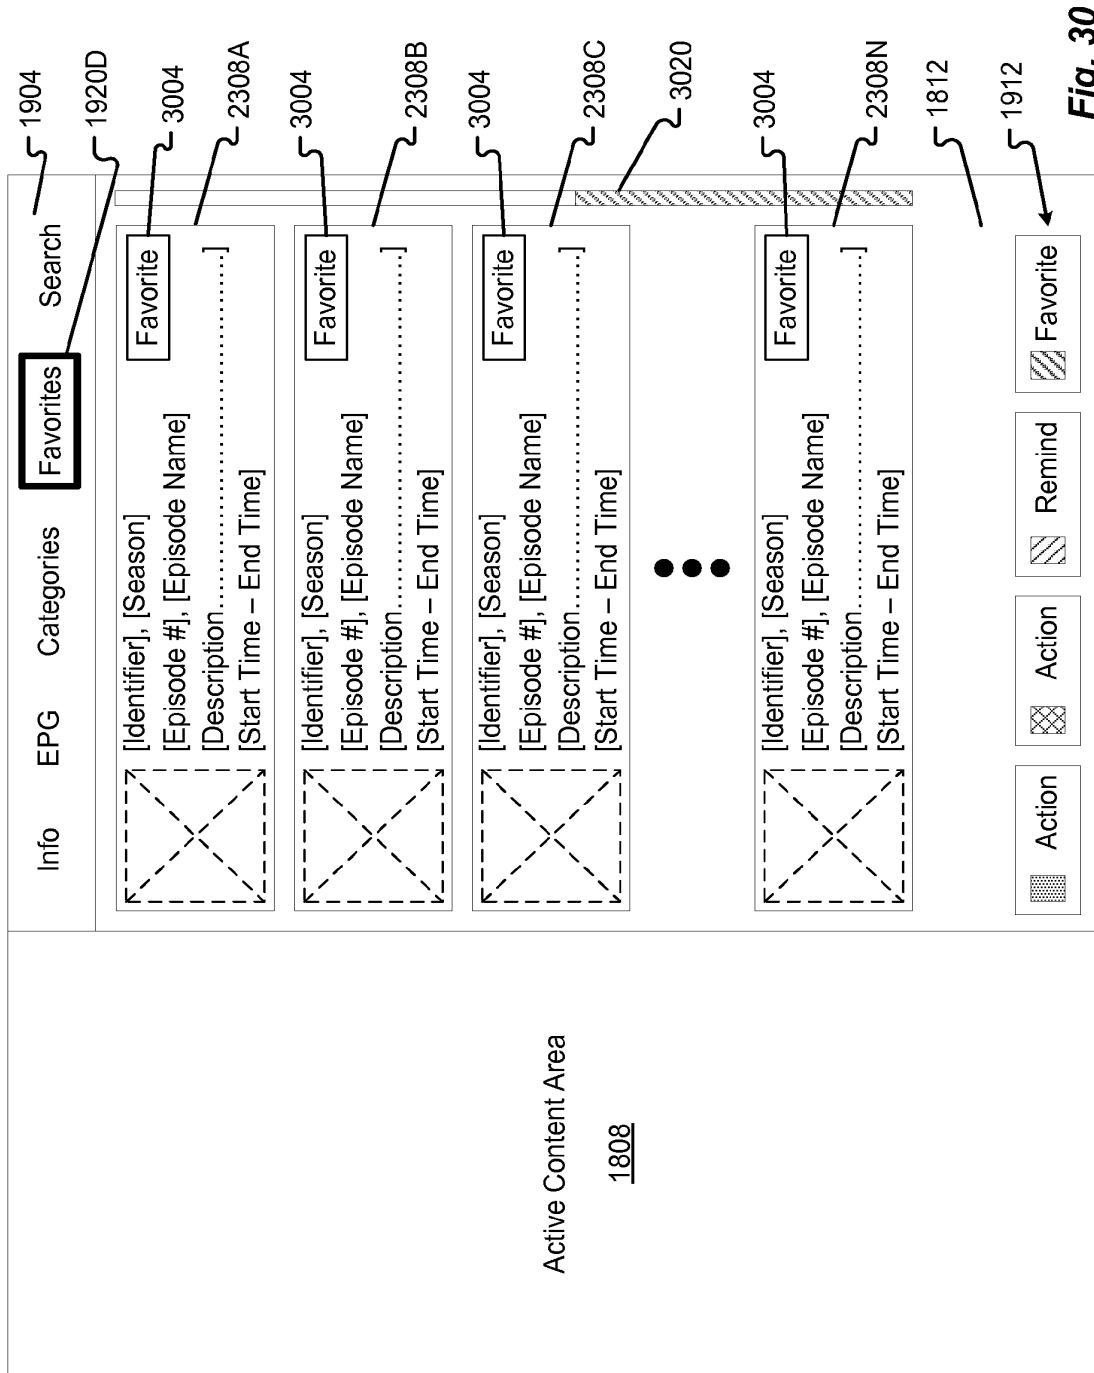 Info EPG Categories Favorites Search
1904
1920D
[Identifier], [Season] Favorite
[Episode #], [Episode Name]
[Description....................................]
[Start Time – End Time]
3004
2308A
[Identifier], [Season] Favorite
[Episode #], [Episode Name]
[Description....................................]
[Start Time – End Time]
3004
2308B
[Identifier], [Season] Favorite
[Episode #], [Episode Name]
[Description....................................]
[Start Time – End Time]
3004
2308C
3020
[Identifier], [Season] Favorite
[Episode #], [Episode Name]
[Description....................................]
[Start Time – End Time]
3004
2308N
1812
Action Action Remind Favorite
1912
Active Content Area
1808
Fig. 30